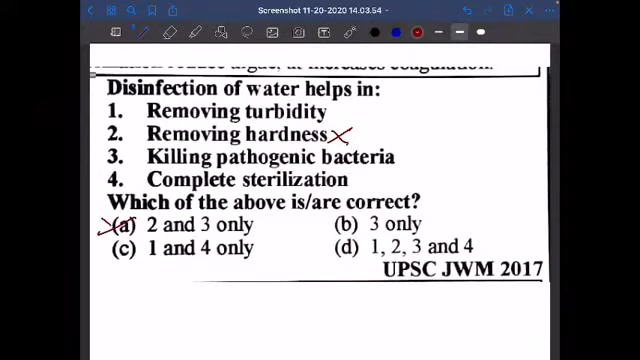 Screenshot 11-20-2020 14.03.54
Disinfection of water helps in:
1. Removing turbidity
2. Removing hardness
3. Killing pathogenic bacteria
4. Complete sterilization
Which of the above is/are correct?
(a) 2 and 3 only (b) 3 only
(c) 1 and 4 only (d) 1, 2, 3 and 4
UPSC JWM 2017